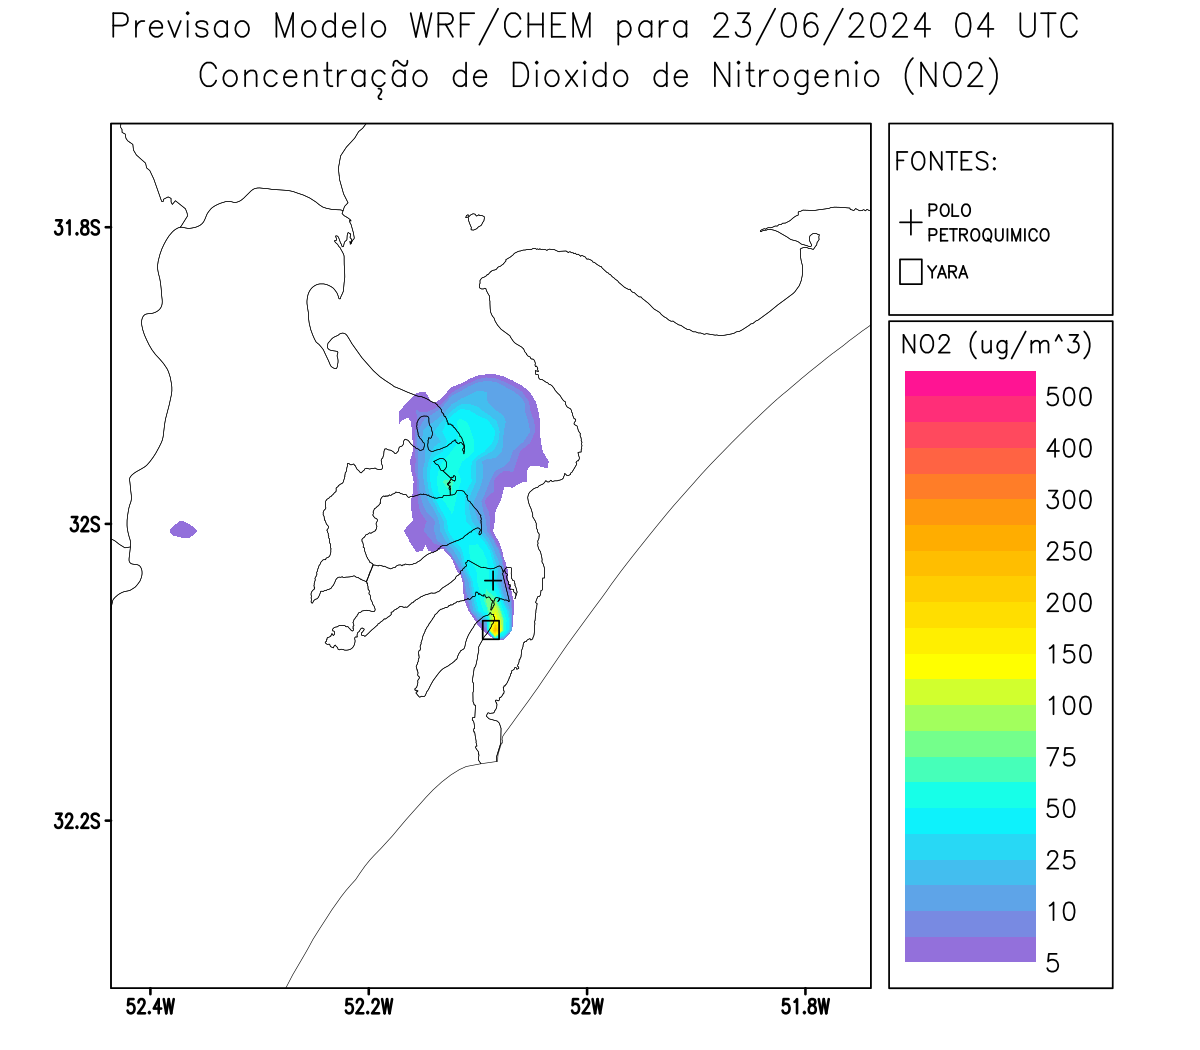 Previsao Modelo WRF/CHEM para 23/06/2024 04 UTC
Concentração de Dioxido de Nitrogenio (NO2)
FONTES:
POLO
PETROQUIMICO
YARA
NO2 (ug/m^3)
500
400
300
250
200
150
100
75
50
25
10
5
31.8S
32S
32.2S
52.4W
52.2W
52W
51.8W